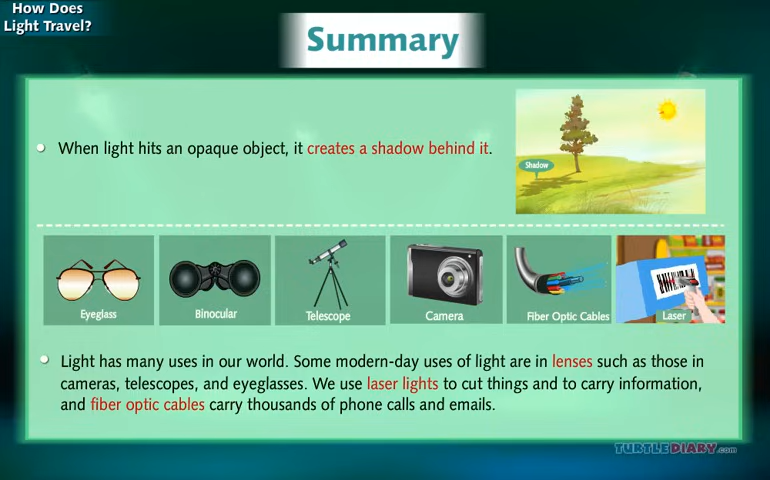 How Does
Light Travel?
Summary
When light hits an opaque object, it creates a shadow behind it.
Shadow
Eyeglass
Binocular
Telescope
Camera
Fiber Optic Cables
Laser
Light has many uses in our world. Some modern-day uses of light are in lenses such as those in
cameras, telescopes, and eyeglasses. We use laser lights to cut things and to carry information,
and fiber optic cables carry thousands of phone calls and emails.
TURTLEDIARY.com